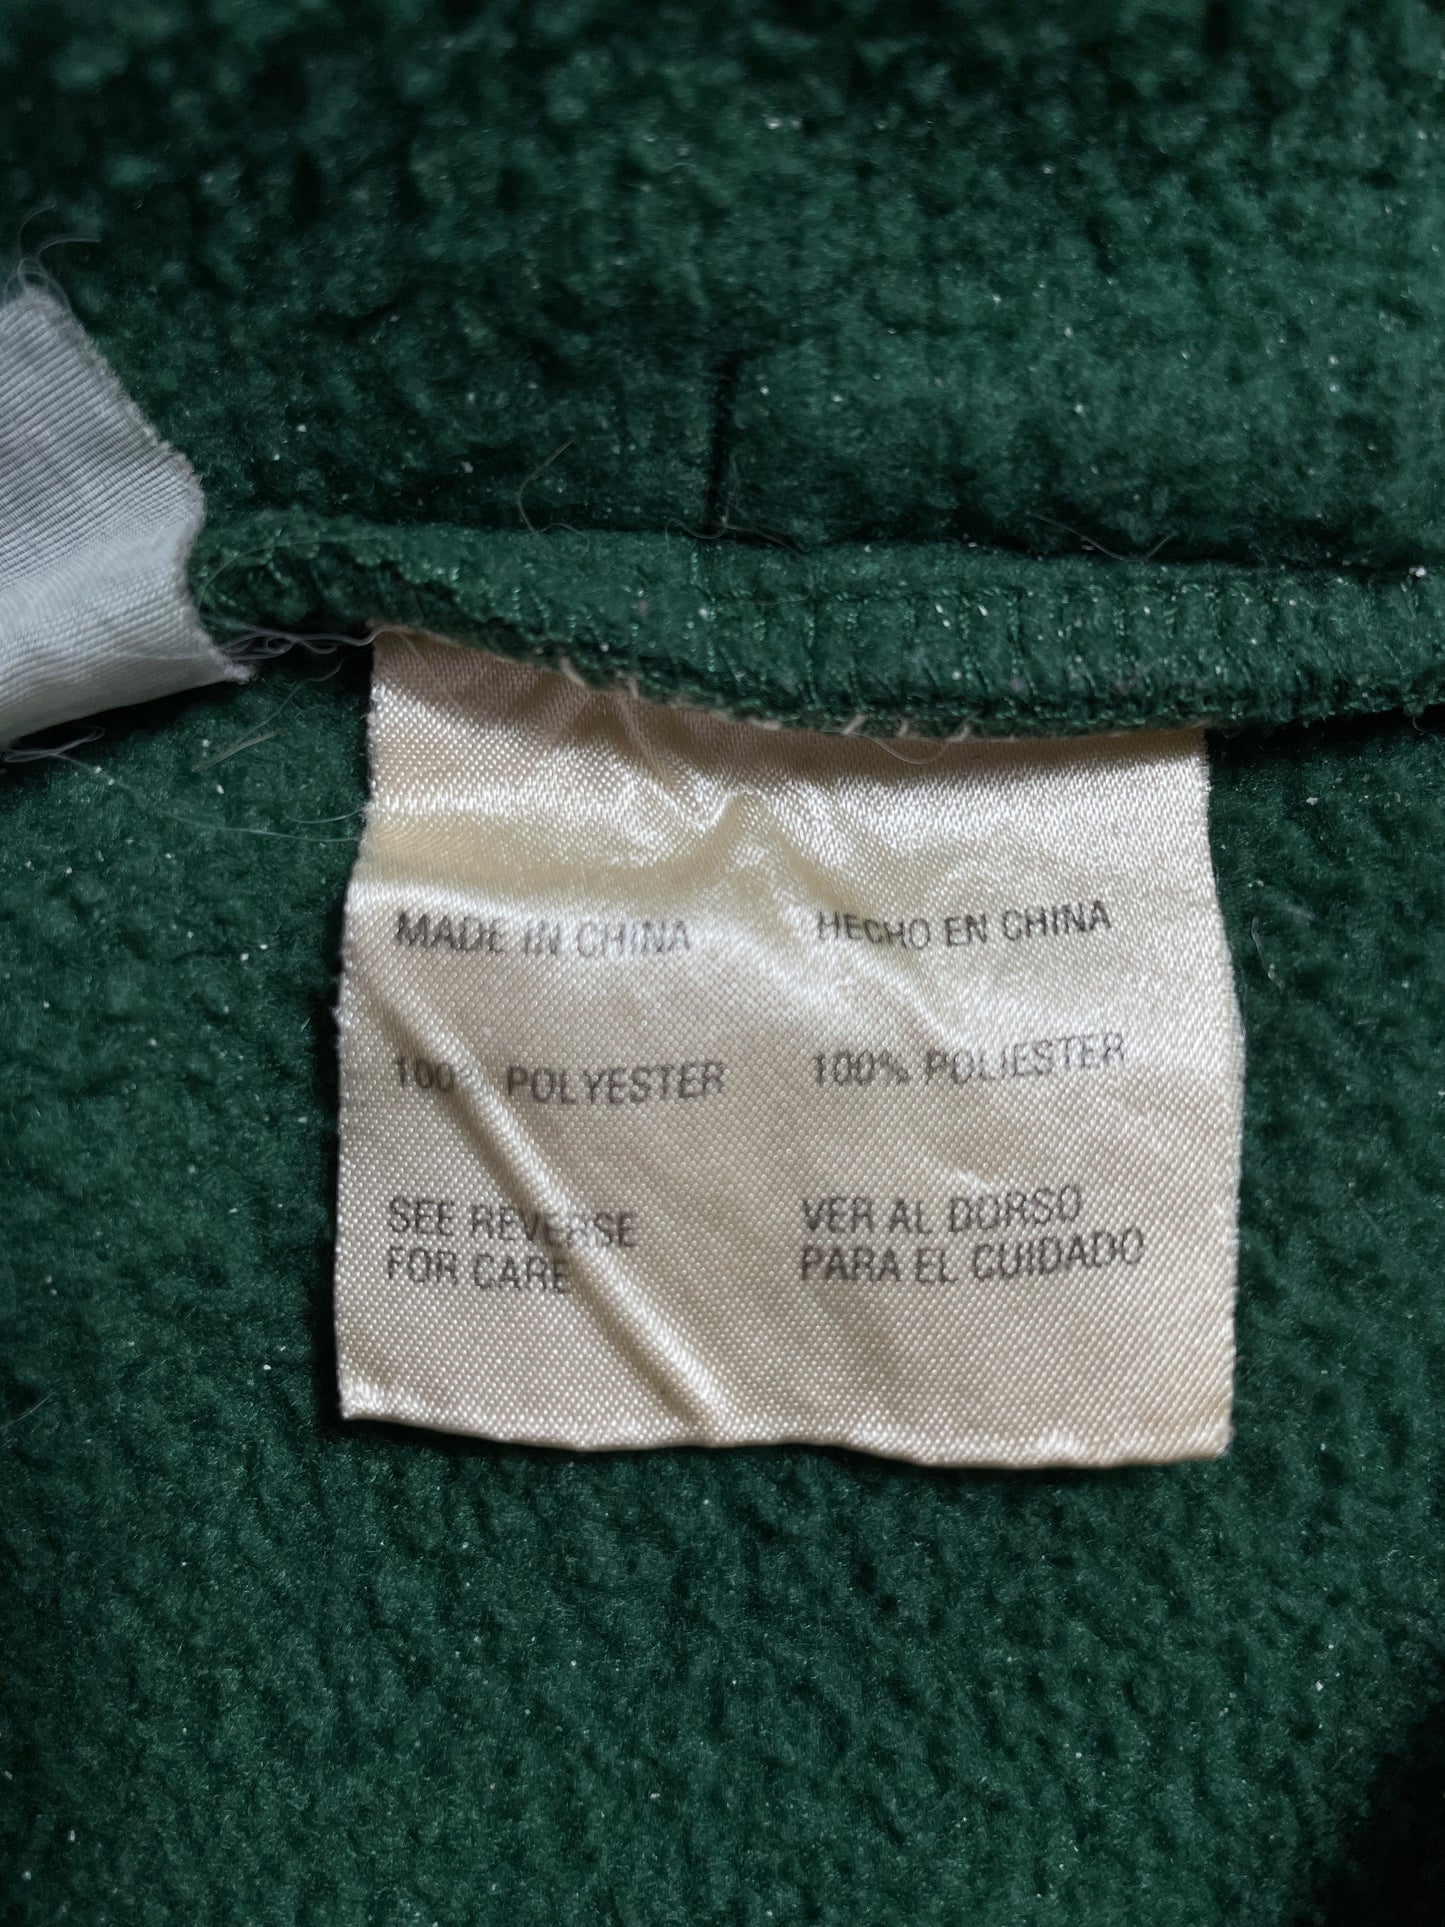 MADE IN CHINA
100% POLYESTER
SEE REVERSE
FOR CARE
HECHO EN CHINA
100% POLIESTER
VER AL DORSO
PARA EL CUIDADO